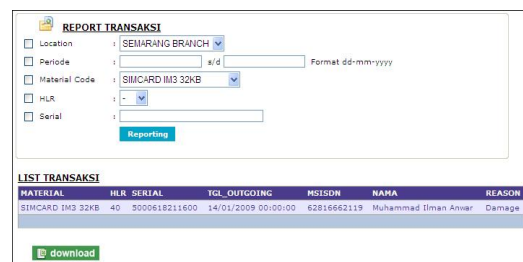 REPORT TRANSAKSI
Location : SEMARANG BRANCH
Periode : s/d Format dd-mm-yyyy
Material Code : SIMCARD IM3 32KB
HLR : -
Serial :
Reporting
LIST TRANSAKSI
MATERIAL HLR SERIAL TGL_OUTGOING MSISDN NAMA REASON
SIMCARD IM3 32KB 40 5000618211600 14/01/2009 00:00:00 62816662119 Muhammad Ilman Anwar Damage
download